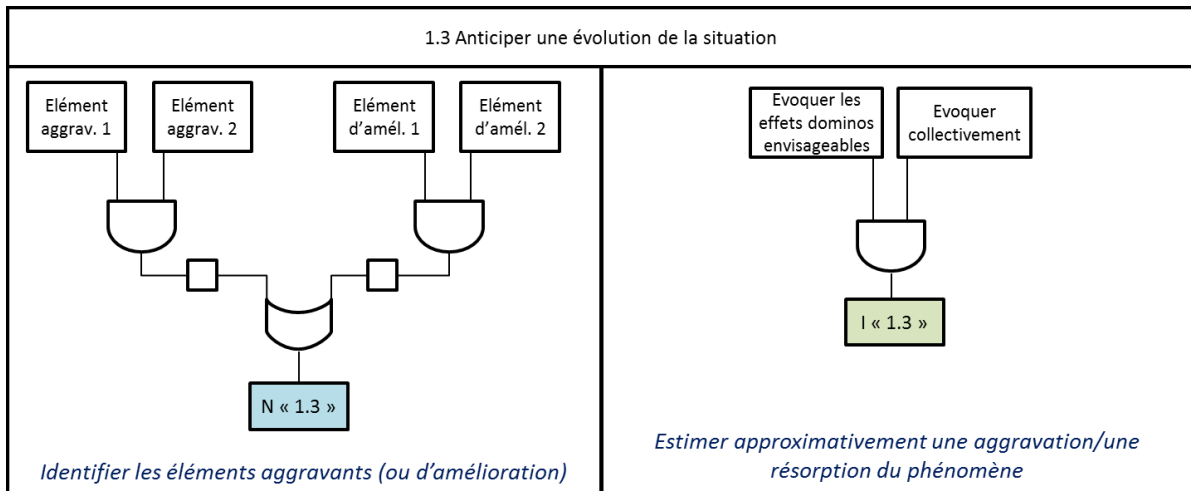 1.3 Anticiper une évolution de la situation
Elément
aggrav. 1
Elément
aggrav. 2
Elément
d’amél. 1
Elément
d’amél. 2
N « 1.3 »
Identifier les éléments aggravants (ou d’amélioration)
Evoquer les
effets dominos
envisageables
Evoquer
collectivement
I « 1.3 »
Estimer approximativement une aggravation/une
résorption du phénomène